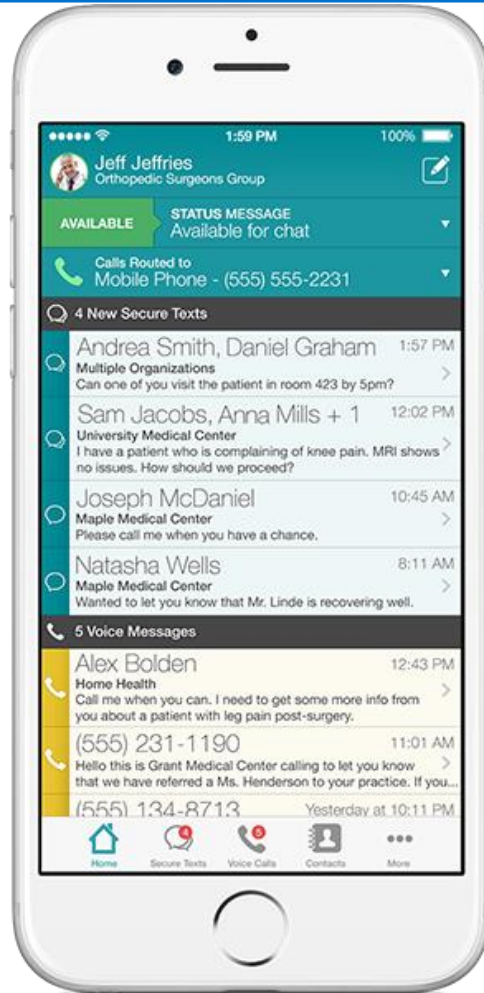 1:59 PM
100%
Jeff Jeffries
Orthopedic Surgeons Group
AVAILABLE
STATUS MESSAGE
Available for chat
Calls Routed to
Mobile Phone - (555) 555-2231
4 New Secure Texts
Andrea Smith, Daniel Graham 1:57 PM
Multiple Organizations
Can one of you visit the patient in room 423 by 5pm?
Sam Jacobs, Anna Mills + 1 12:02 PM
University Medical Center
I have a patient who is complaining of knee pain. MRI shows
no issues. How should we proceed?
Joseph McDaniel 10:45 AM
Maple Medical Center
Please call me when you have a chance.
Natasha Wells 8:11 AM
Maple Medical Center
Wanted to let you know that Mr. Linde is recovering well.
5 Voice Messages
Alex Bolden 12:43 PM
Home Health
Call me when you can. I need to get some more info from
you about a patient with leg pain post-surgery.
(555) 231-1190 11:01 AM
Hello this is Grant Medical Center calling to let you know
that we have referred a Ms. Henderson to your practice. If you...
(555) 134-8713 Yesterday at 10:11 PM
4
5
Home Secure Texts Voice Calls Contacts More